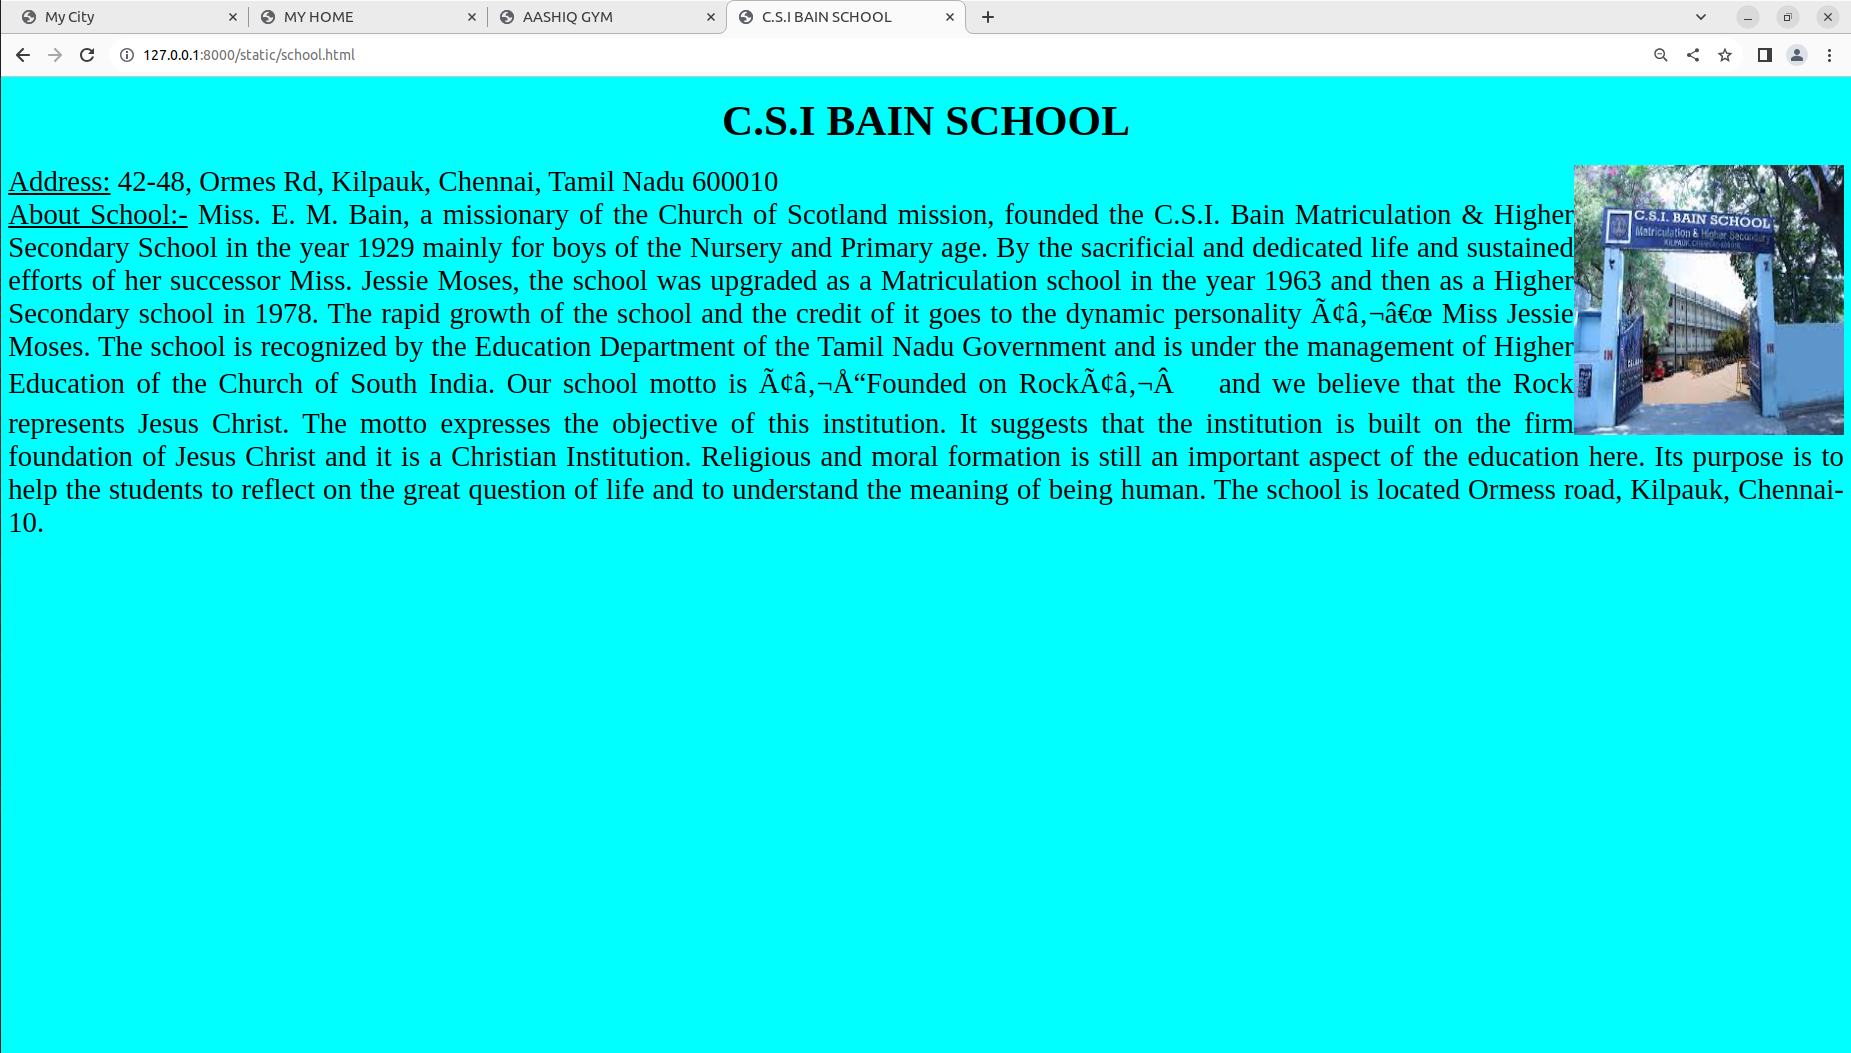 My City
MY HOME
AASHIQ GYM
C.S.I BAIN SCHOOL
127.0.0.1:8000/static/school.html
C.S.I BAIN SCHOOL
Address: 42-48, Ormes Rd, Kilpauk, Chennai, Tamil Nadu 600010
About School:- Miss. E. M. Bain, a missionary of the Church of Scotland mission, founded the C.S.I. Bain Matriculation & Higher
Secondary School in the year 1929 mainly for boys of the Nursery and Primary age. By the sacrificial and dedicated life and sustained
efforts of her successor Miss. Jessie Moses, the school was upgraded as a Matriculation school in the year 1963 and then as a Higher
Secondary school in 1978. The rapid growth of the school and the credit of it goes to the dynamic personality Ã¢â‚¬â€œ Miss Jessie
Moses. The school is recognized by the Education Department of the Tamil Nadu Government and is under the management of Higher
Education of the Church of South India. Our school motto is Ã¢â‚¬Å“Founded on RockÃ¢â‚¬Â and we believe that the Rock
represents Jesus Christ. The motto expresses the objective of this institution. It suggests that the institution is built on the firm
foundation of Jesus Christ and it is a Christian Institution. Religious and moral formation is still an important aspect of the education here. Its purpose is to
help the students to reflect on the great question of life and to understand the meaning of being human. The school is located Ormess road, Kilpauk, Chennai-
10.
C.S.I. BAIN SCHOOL
Matriculation & Higher Secondary
IN
IN